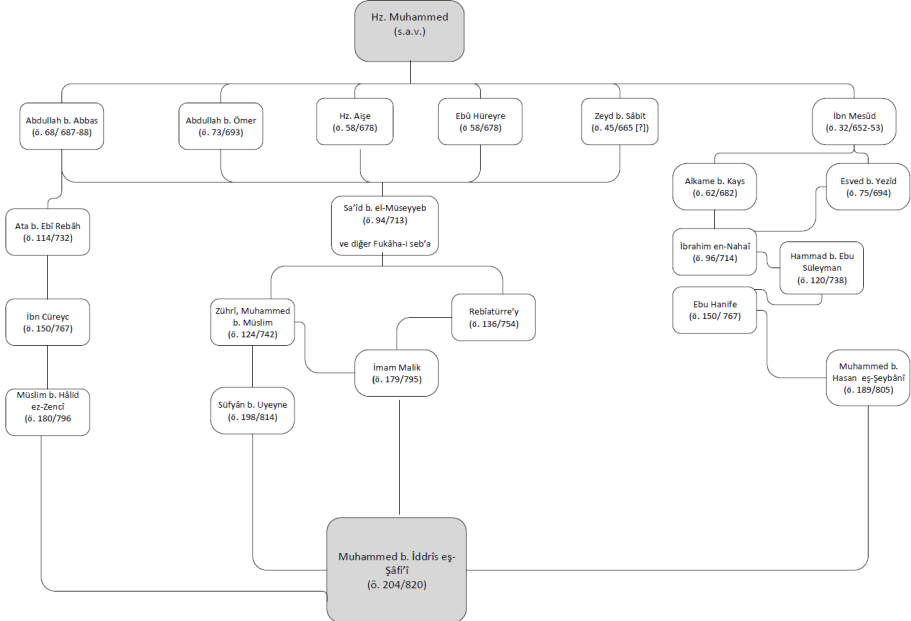 Hz. Muhammed
(s.a.v.)
Abdullah b. Abbas
(ö. 68/ 687-88)
Abdullah b. Ömer
(ö. 73/693)
Hz. Aişe
(ö. 58/678)
Ebû Hüreyre
(ö 58/678)
Zeyd b. Sâbit
(ö. 45/665 [?])
İbn Mesûd
(ö. 32/652-53)
Alkame b. Kays
(ö. 62/682)
Esved b. Yezîd
(ö. 75/694)
Ata b. Ebî Rebâh
(ö. 114/732)
Sa'îd b. el-Müseyyeb
(ö. 94/713)
ve diğer Fukâha-i seb'a
İbrahim en-Nahaî
(ö. 96/714)
Hammad b. Ebu
Süleyman
(ö. 120/738)
İbn Cüreyc
(ö. 150/767)
Zührî, Muhammed
b. Müslim
(ö. 124/742)
Rebîatürre'y
(ö. 136/754)
Ebu Hanife
(ö. 150/ 767)
İmam Malik
(ö. 179/795)
Muhammed b.
Hasan eş-Şeybânî
(ö. 189/805)
Müslim b. Hâlid
ez-Zencî
(ö. 180/796
Süfyân b. Uyeyne
(ö. 198/814)
Muhammed b. İddrîs eş-
Şâfi'î
(ö. 204/820)